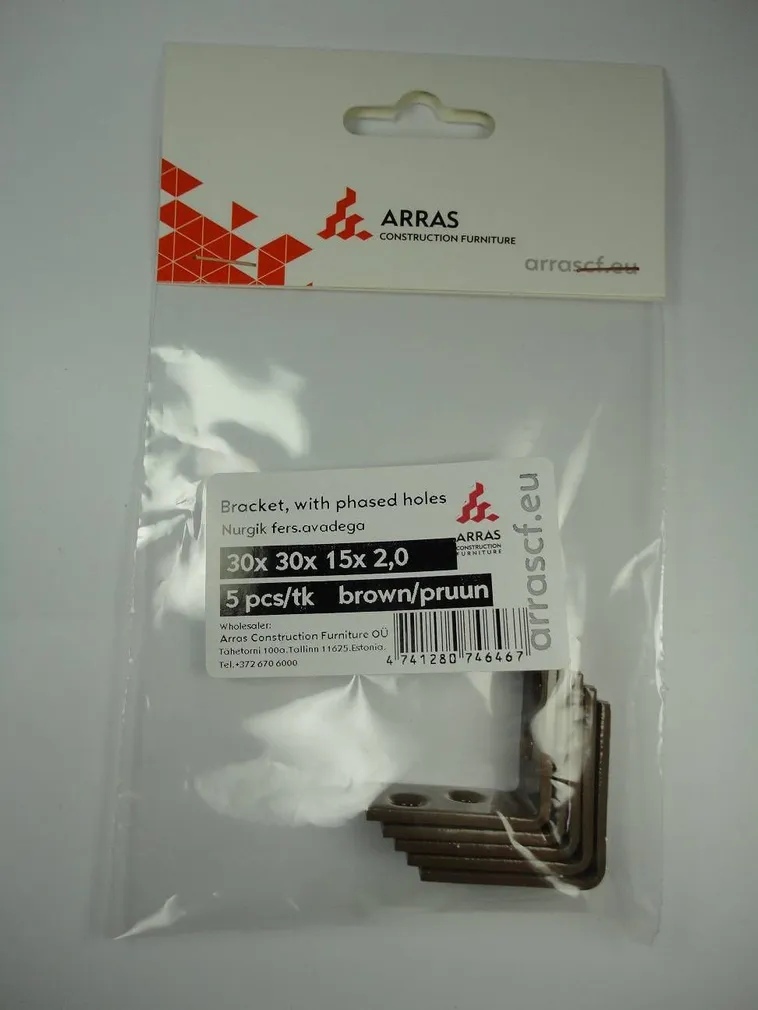 ARRAS
CONSTRUCTION FURNITURE
arrascf.eu
Bracket, with phased holes
Nurgik fers.avadega
30x 30x 15x 2,0
5 pcs/tk brown/pruun
ARRAS
CONSTRUCTION
FURNITURE
arrascf.eu
Wholesaler:
Arras Construction Furniture OÜ
Tähetorni 100a.Tallinn 11625.Estonia.
Tel.+372 670 6000
4 741280 746467